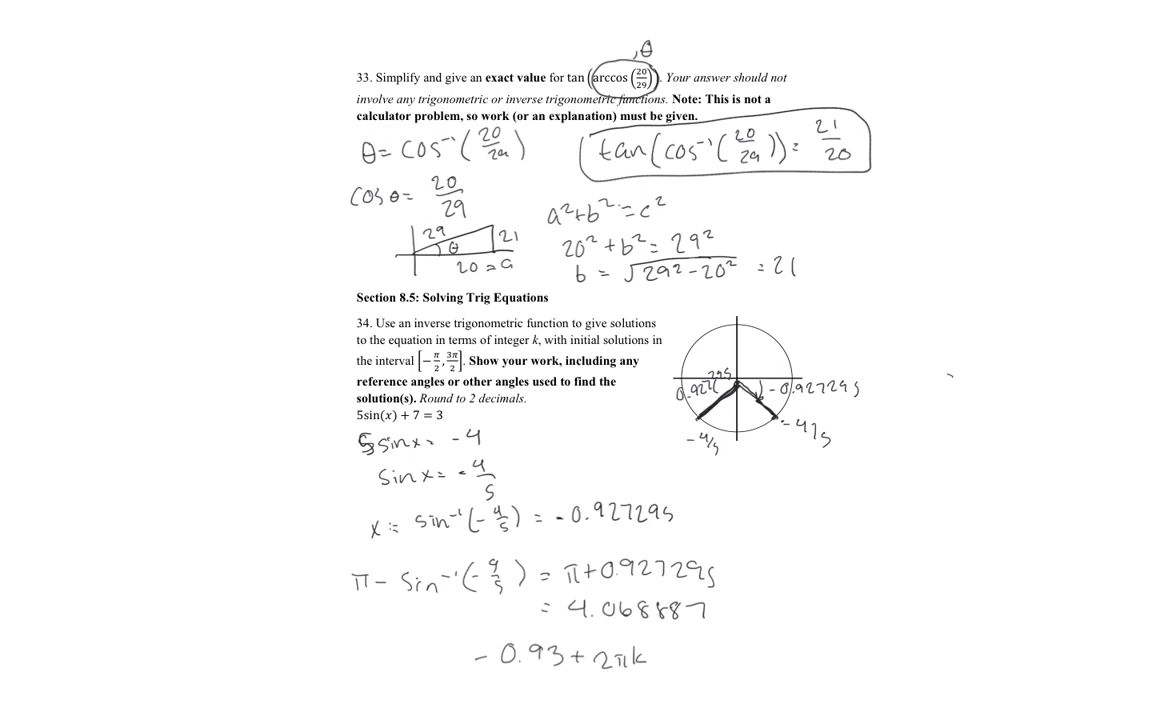 , θ
33. Simplify and give an exact value for tan (arccos (20/29)). Your answer should not
involve any trigonometric or inverse trigonometric functions. Note: This is not a
calculator problem, so work (or an explanation) must be given.
θ = cos⁻¹(20/29)
tan(cos⁻¹(20/29)) = 21/20
cos θ = 20/29
a² + b² = c²
29 21
θ
20 = a
20² + b² = 29²
b = √29² - 20² = 21
Section 8.5: Solving Trig Equations
34. Use an inverse trigonometric function to give solutions
to the equation in terms of integer k, with initial solutions in
the interval [-π/2, 3π/2]. Show your work, including any
reference angles or other angles used to find the
solution(s). Round to 2 decimals.
5sin(x) + 7 = 3
0.927295
-0.927295
-4/5
-4/5
5 sin x = -4
sin x = -4/5
x = sin⁻¹(-4/5) = -0.927295
π - sin⁻¹(-4/5) = π + 0.927295
= 4.068887
-0.93 + 2πk